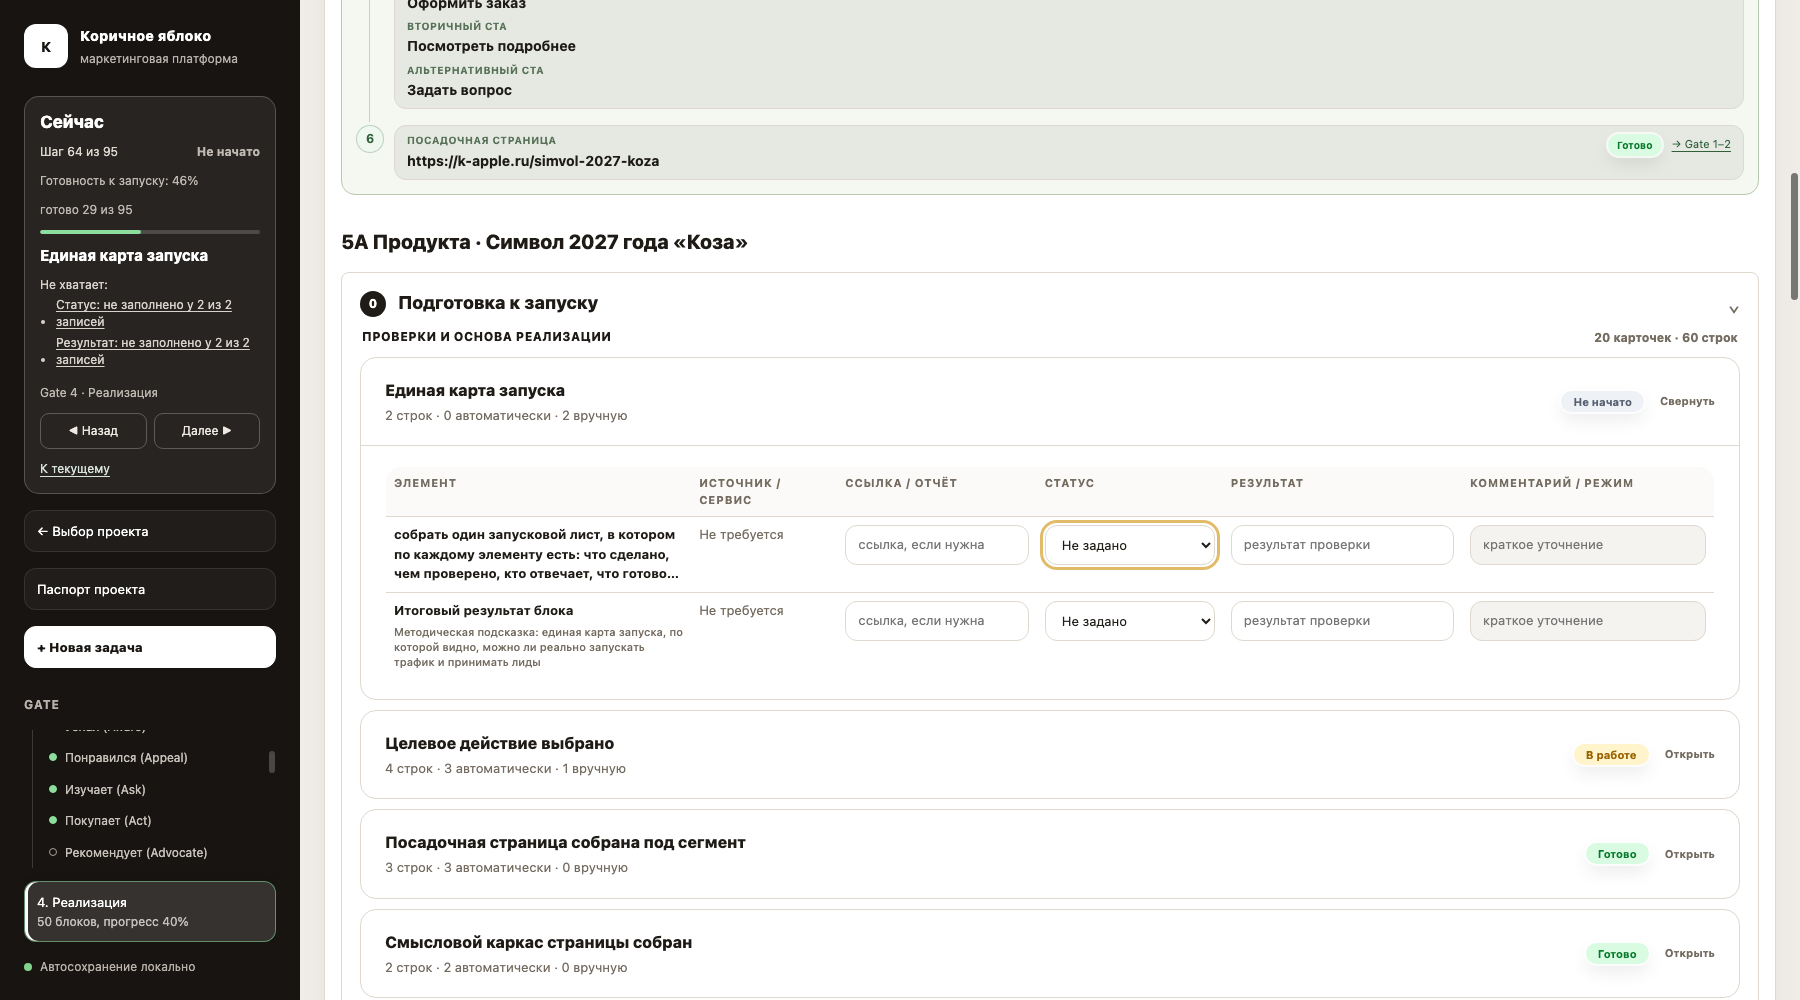 К
Коричное яблоко
маркетинговая платформа
Сейчас
Шаг 64 из 95
Не начато
Готовность к запуску: 46%
готово 29 из 95
Единая карта запуска
Не хватает:
Статус: не заполнено у 2 из 2
записей
Результат: не заполнено у 2 из 2
записей
Gate 4 · Реализация
◀ Назад
Далее ▶
К текущему
← Выбор проекта
Паспорт проекта
+ Новая задача
GATE
Понравился (Appeal)
Изучает (Ask)
Покупает (Act)
Рекомендует (Advocate)
4. Реализация
50 блоков, прогресс 40%
Автосохранение локально
Оформить заказ
ВТОРИЧНЫЙ CTA
Посмотреть подробнее
АЛЬТЕРНАТИВНЫЙ CTA
Задать вопрос
6
ПОСАДОЧНАЯ СТРАНИЦА
https://k-apple.ru/simvol-2027-koza
Готово
→ Gate 1–2
5A Продукта · Символ 2027 года «Коза»
0
Подготовка к запуску
ПРОВЕРКИ И ОСНОВА РЕАЛИЗАЦИИ
20 карточек · 60 строк
Единая карта запуска
2 строк · 0 автоматически · 2 вручную
Не начато
Свернуть
ЭЛЕМЕНТ
ИСТОЧНИК /
СЕРВИС
ССЫЛКА / ОТЧЁТ
СТАТУС
РЕЗУЛЬТАТ
КОММЕНТАРИЙ / РЕЖИМ
собрать один запусковой лист, в котором
по каждому элементу есть: что сделано,
чем проверено, кто отвечает, что готово...
Не требуется
ссылка, если нужна
Не задано
результат проверки
краткое уточнение
Итоговый результат блока
Методическая подсказка: единая карта запуска, по
которой видно, можно ли реально запускать
трафик и принимать лиды
Не требуется
ссылка, если нужна
Не задано
результат проверки
краткое уточнение
Целевое действие выбрано
4 строк · 3 автоматически · 1 вручную
В работе
Открыть
Посадочная страница собрана под сегмент
3 строк · 3 автоматически · 0 вручную
Готово
Открыть
Смысловой каркас страницы собран
2 строк · 2 автоматически · 0 вручную
Готово
Открыть